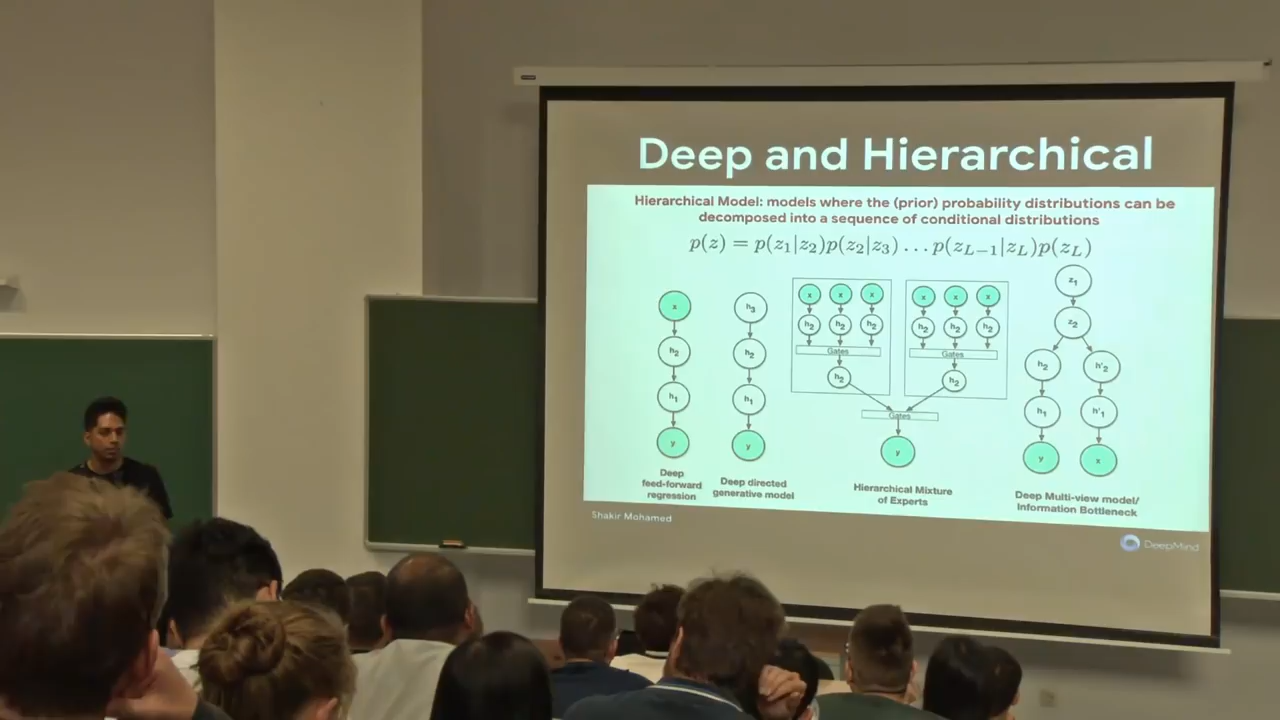 Deep and Hierarchical
Hierarchical Model: models where the (prior) probability distributions can be
decomposed into a sequence of conditional distributions
p(z) = p(z₁|z₂)p(z₂|z₃) . . . p(z_{L−1}|z_L)p(z_L)
x
h₂
h₁
y
Deep
feed-forward
regression
h₃
h₂
h₁
y
Deep directed
generative model
x x x
h₂ h₂ h₂
Gates
h₂
x x x
h₂ h₂ h₂
Gates
h₂
Gates
y
Hierarchical Mixture
of Experts
z₁
z₂
h₂ h'₂
h₁ h'₁
y x
Deep Multi-view model/
Information Bottleneck
Shakir Mohamed
DeepMind